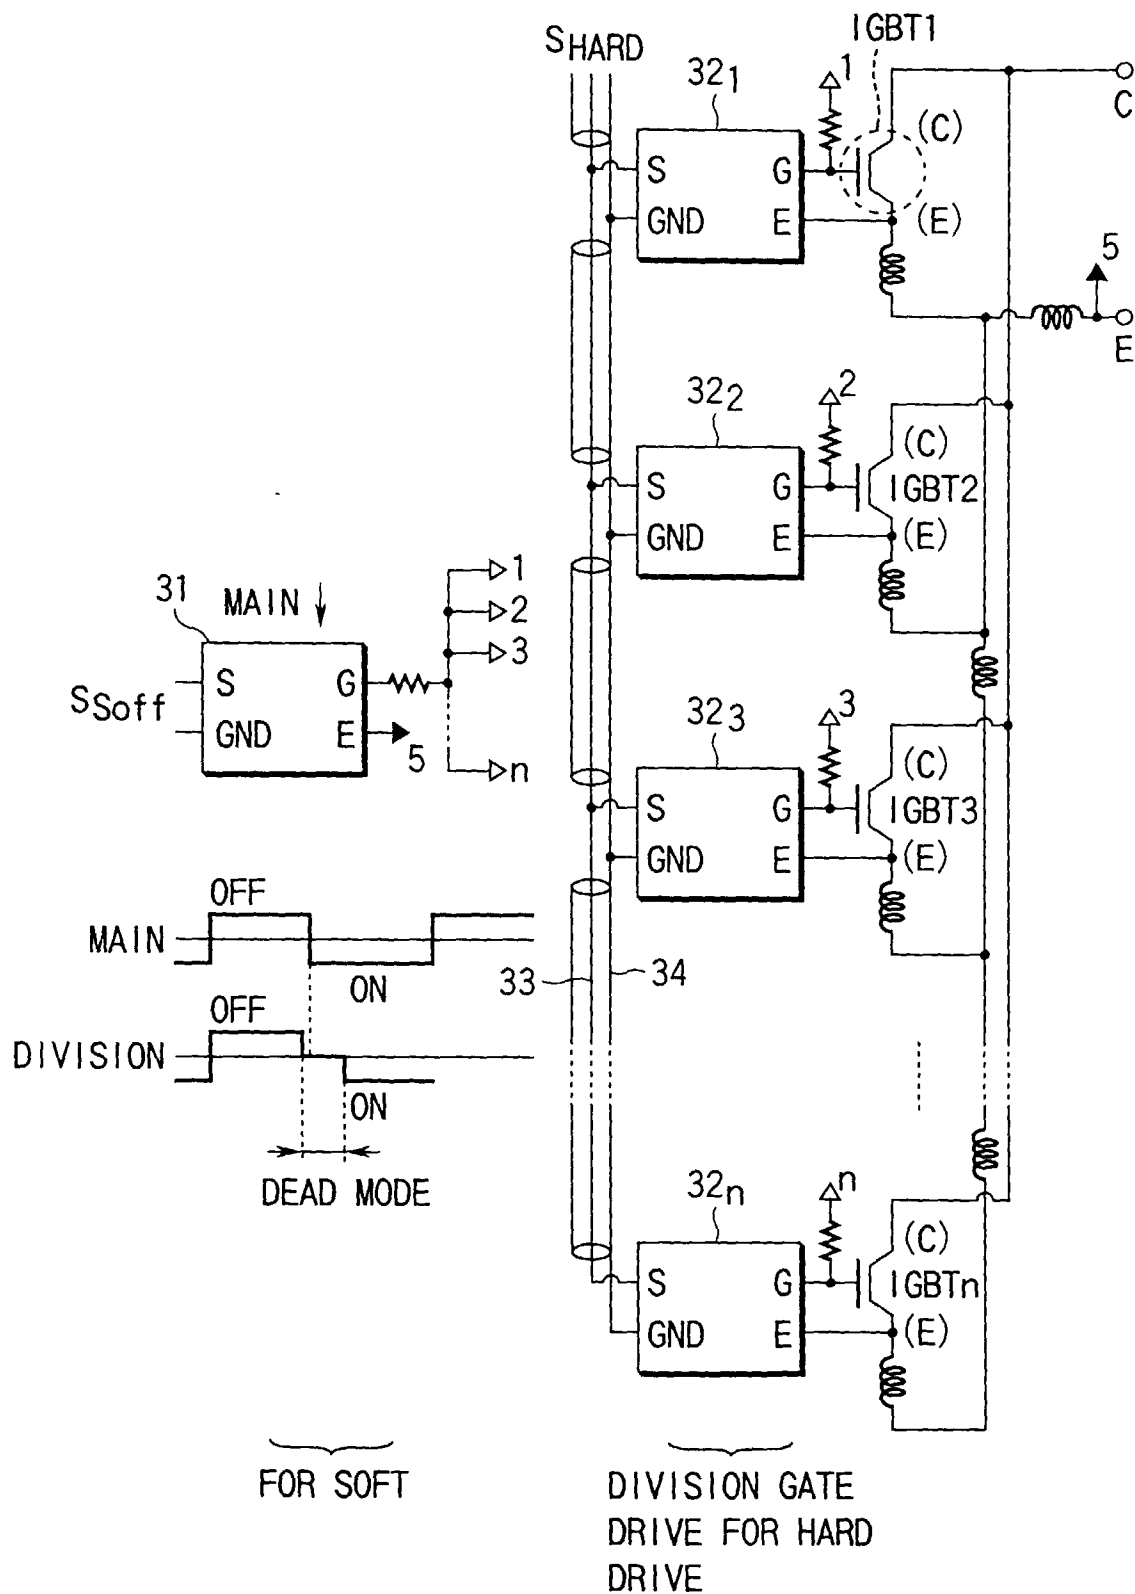 SHARD
IGBT1
32₁
1
C
(C)
S
G
GND
E
(E)
5
E
32₂
2
(C)
S
G
IGBT2
GND
E
(E)
31
MAIN
1
2
3
n
SSoff
S
G
GND
E
5
32₃
3
(C)
S
G
IGBT3
GND
E
(E)
OFF
MAIN
ON
33
34
OFF
DIVISION
ON
DEAD MODE
32n
n
(C)
S
G
IGBTn
GND
E
(E)
FOR SOFT
DIVISION GATE
DRIVE FOR HARD
DRIVE